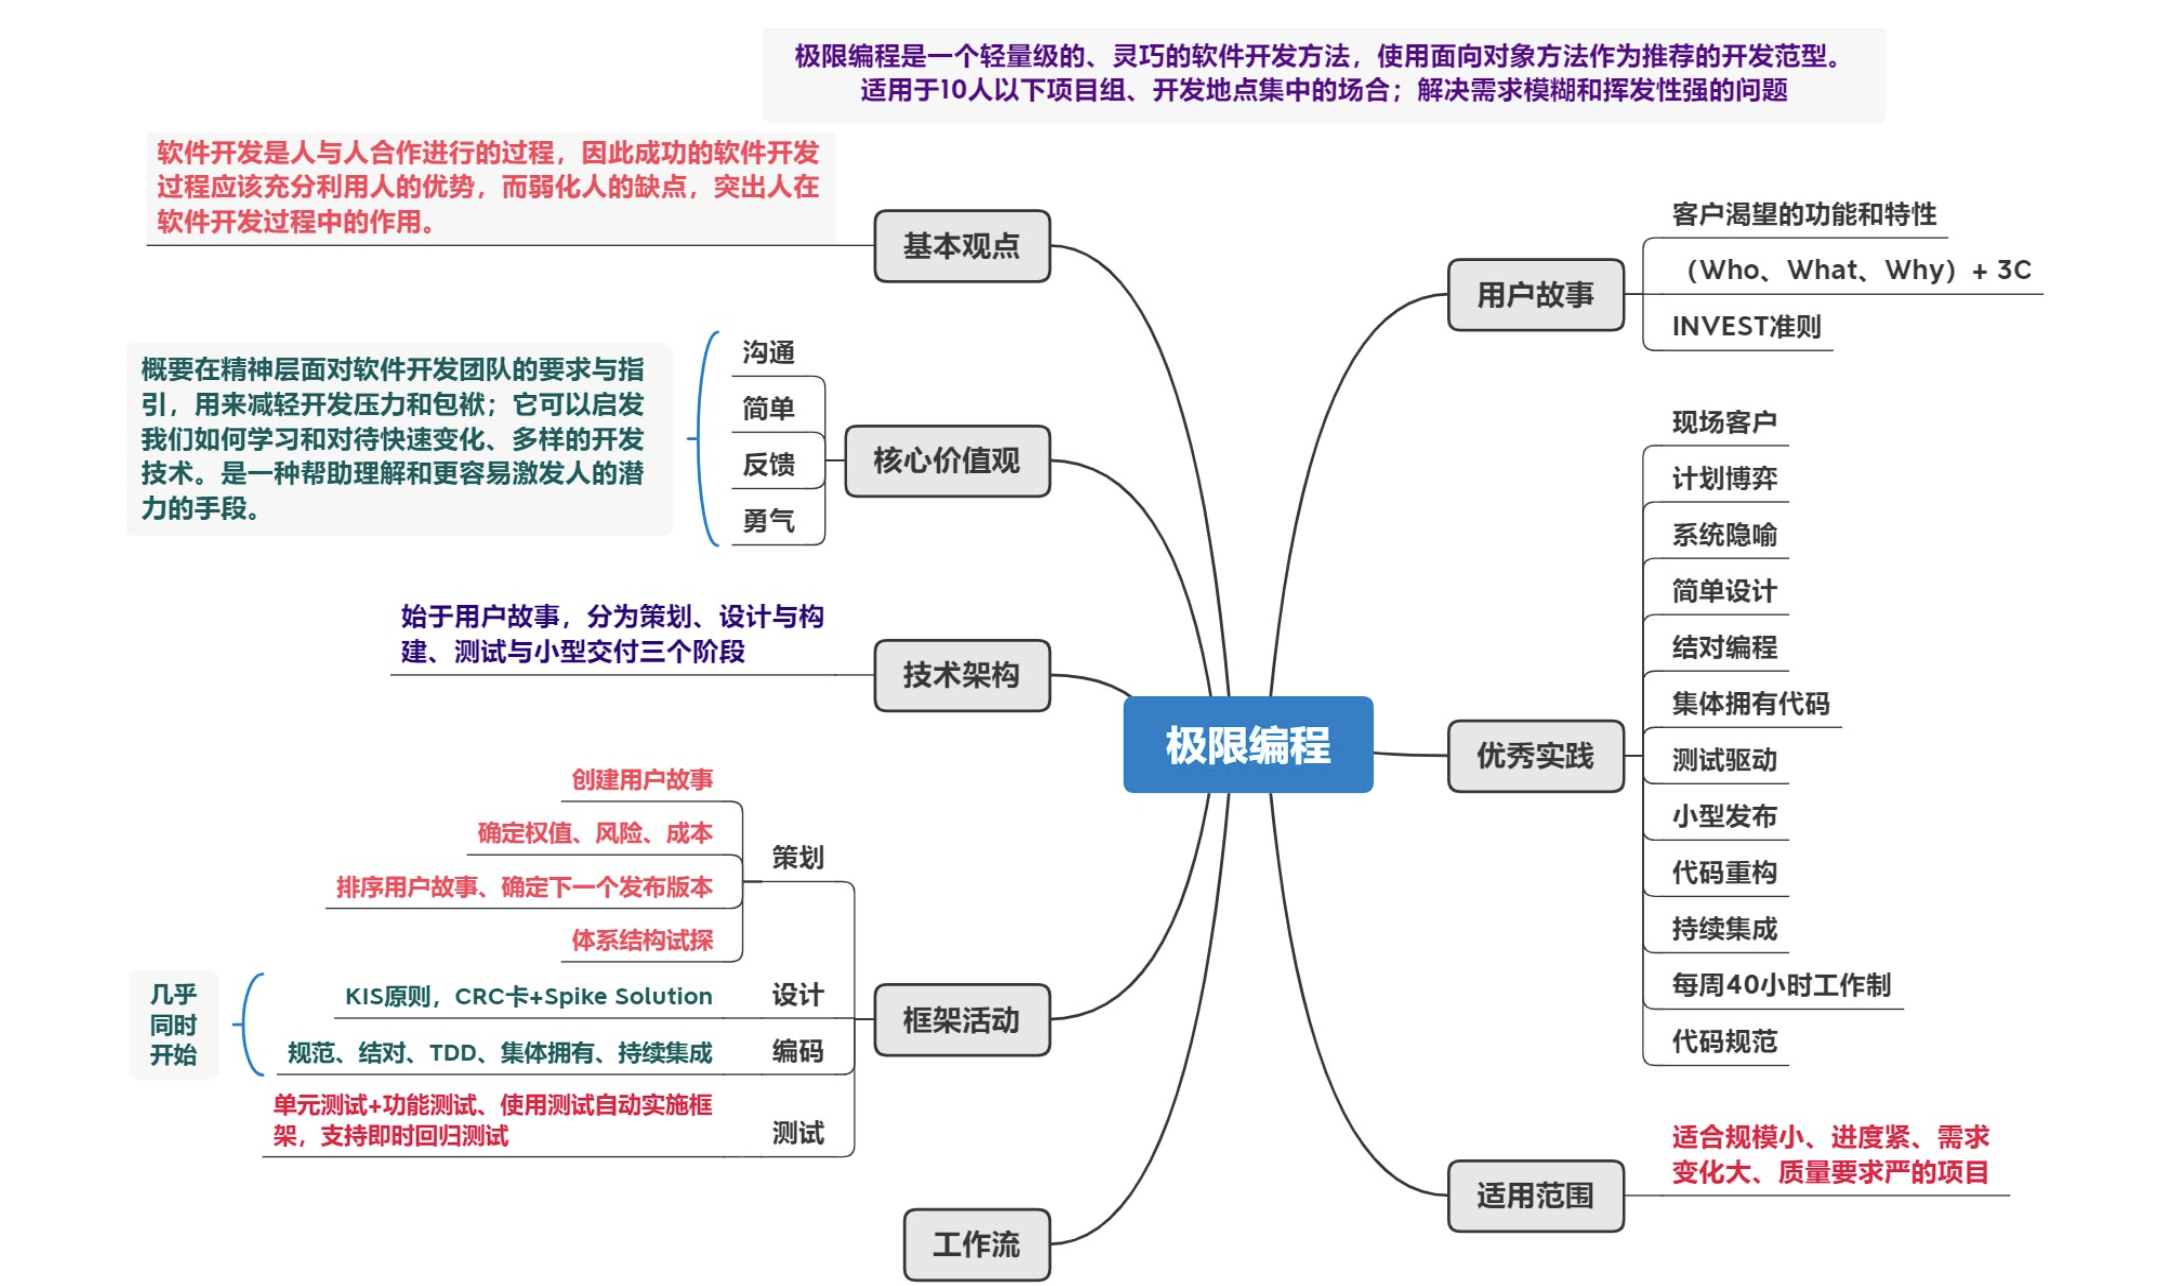 极限编程是一个轻量级的、灵巧的软件开发方法，使用面向对象方法作为推荐的开发范型。
适用于10人以下项目组、开发地点集中的场合；解决需求模糊和挥发性强的问题
软件开发是人与人合作进行的过程，因此成功的软件开发
过程应该充分利用人的优势，而弱化人的缺点，突出人在
软件开发过程中的作用。
基本观点
概要在精神层面对软件开发团队的要求与指
引，用来减轻开发压力和包袱；它可以启发
我们如何学习和对待快速变化、多样的开发
技术。是一种帮助理解和更容易激发人的潜
力的手段。
沟通
简单
反馈
勇气
核心价值观
始于用户故事，分为策划、设计与构
建、测试与小型交付三个阶段
技术架构
极限编程
创建用户故事
确定权值、风险、成本
排序用户故事、确定下一个发布版本
体系结构试探
策划
几乎
同时
开始
KIS原则，CRC卡+Spike Solution
设计
规范、结对、TDD、集体拥有、持续集成
编码
单元测试+功能测试、使用测试自动实施框
架，支持即时回归测试
测试
框架活动
工作流
用户故事
客户渴望的功能和特性
（Who、What、Why）+ 3C
INVEST准则
优秀实践
现场客户
计划博弈
系统隐喻
简单设计
结对编程
集体拥有代码
测试驱动
小型发布
代码重构
持续集成
每周40小时工作制
代码规范
适用范围
适合规模小、进度紧、需求
变化大、质量要求严的项目